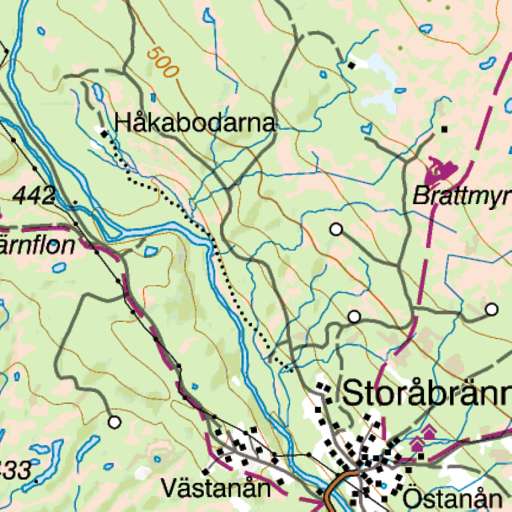 500
Håkabodarna
442
Brattmyr
ärnflon
Storåbränn
433
Västanån
Östanån